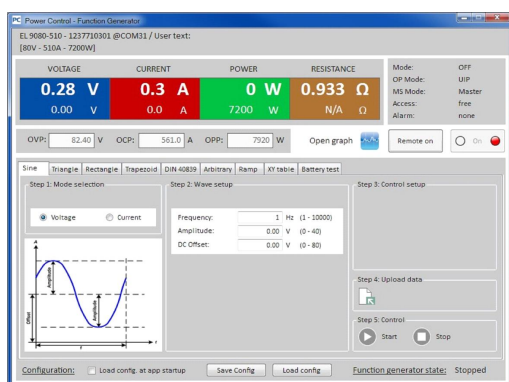 PC Power Control - Function Generator
EL 9080-510 - 1237710301 @COM31 / User text:
[80V - 510A - 7200W]
VOLTAGE CURRENT POWER RESISTANCE
0.28 V 0.3 A 0 W 0.933 Ω
0.00 V 0.0 A 7200 W N/A Ω
Mode: OFF
OP Mode: UIP
MS Mode: Master
Access: free
Alarm: none
OVP: 82.40 V OCP: 561.0 A OPP: 7920 W Open graph Remote on On
Sine Triangle Rectangle Trapezoid DIN 40839 Arbitrary Ramp XY table Battery test
Step 1: Mode selection
Voltage Current
Step 2: Wave setup
Frequency: 1 Hz (1 - 10000)
Amplitude: 0.00 V (0 - 40)
DC Offset: 0.00 V (0 - 80)
Step 3: Control setup
A
Amplitude
Amplitude
Offset
t
Step 4: Upload data
Step 5: Control
Start Stop
Configuration: Load config. at app startup Save Config Load config Function generator state: Stopped